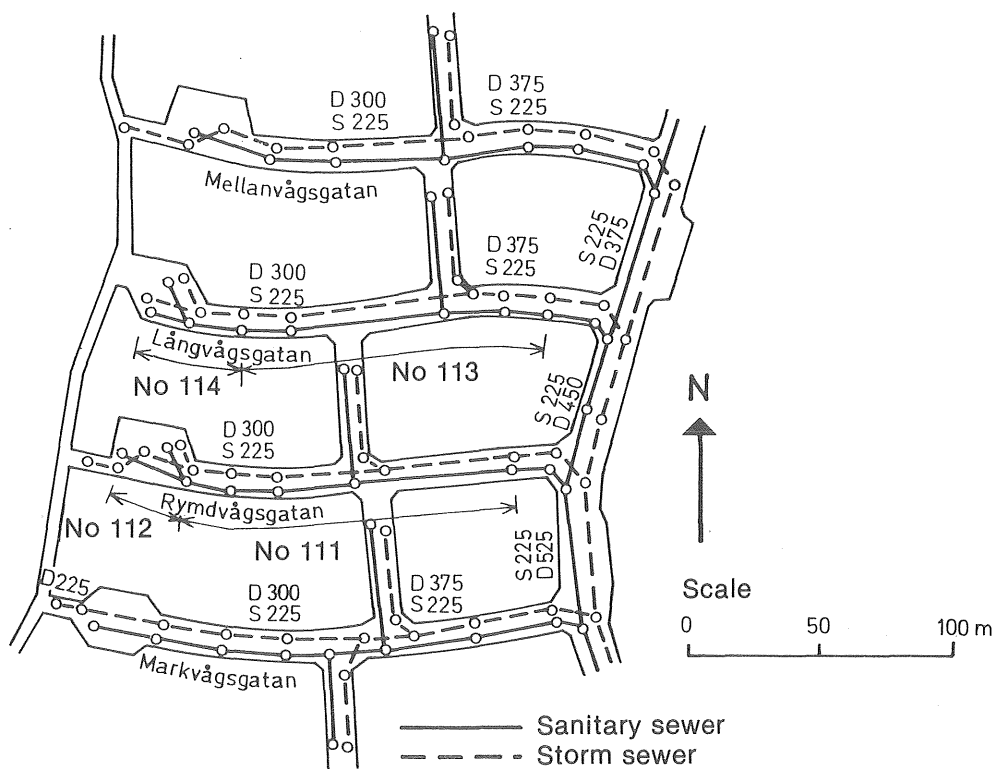 D 300
S 225
D 375
S 225
Mellanvågsgatan
S 225
D 375
D 375
S 225
D 300
S 225
Långvågsgatan
No 114
No 113
S 225
D 450
N
D 300
S 225
Rymdvågsgatan
No 112
No 111
S 225
D 525
D225
D 300
S 225
D 375
S 225
Scale
0
50
100 m
Markvågsgatan
Sanitary sewer
Storm sewer